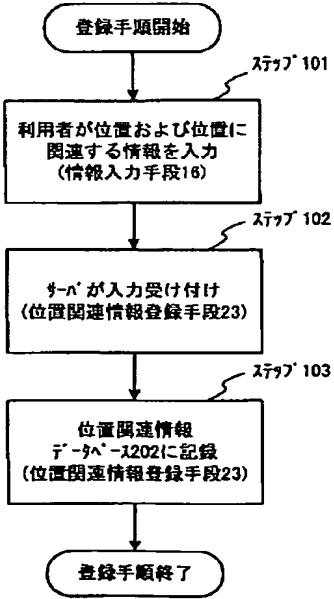 登録手順開始
ｽﾃｯﾌﾟ101
利用者が位置および位置に
関連する情報を入力
(情報入力手段16)
ｽﾃｯﾌﾟ102
ｻｰﾊﾞが入力受け付け
(位置関連情報登録手段23)
ｽﾃｯﾌﾟ103
位置関連情報
ﾃﾞｰﾀﾍﾞｰｽ202に記録
(位置関連情報登録手段23)
登録手順終了